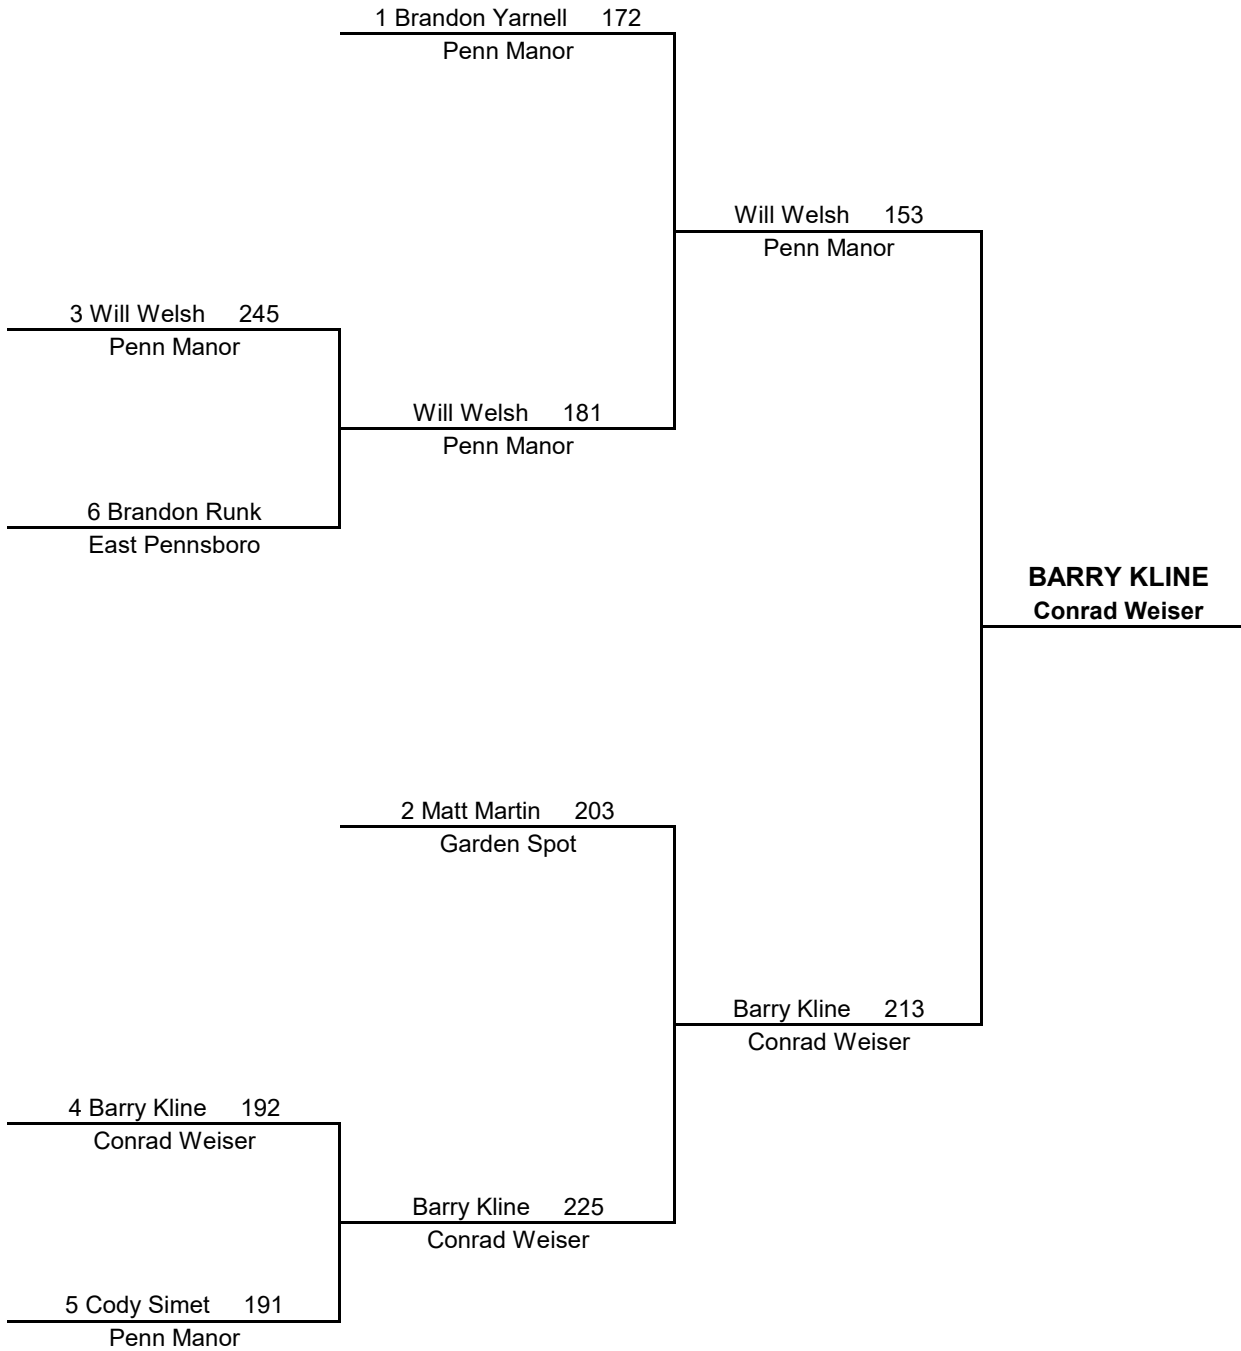 1 Brandon Yarnell 172
Penn Manor
Will Welsh 153
Penn Manor
3 Will Welsh 245
Penn Manor
Will Welsh 181
Penn Manor
6 Brandon Runk
East Pennsboro
BARRY KLINE
Conrad Weiser
2 Matt Martin 203
Garden Spot
Barry Kline 213
Conrad Weiser
4 Barry Kline 192
Conrad Weiser
Barry Kline 225
Conrad Weiser
5 Cody Simet 191
Penn Manor